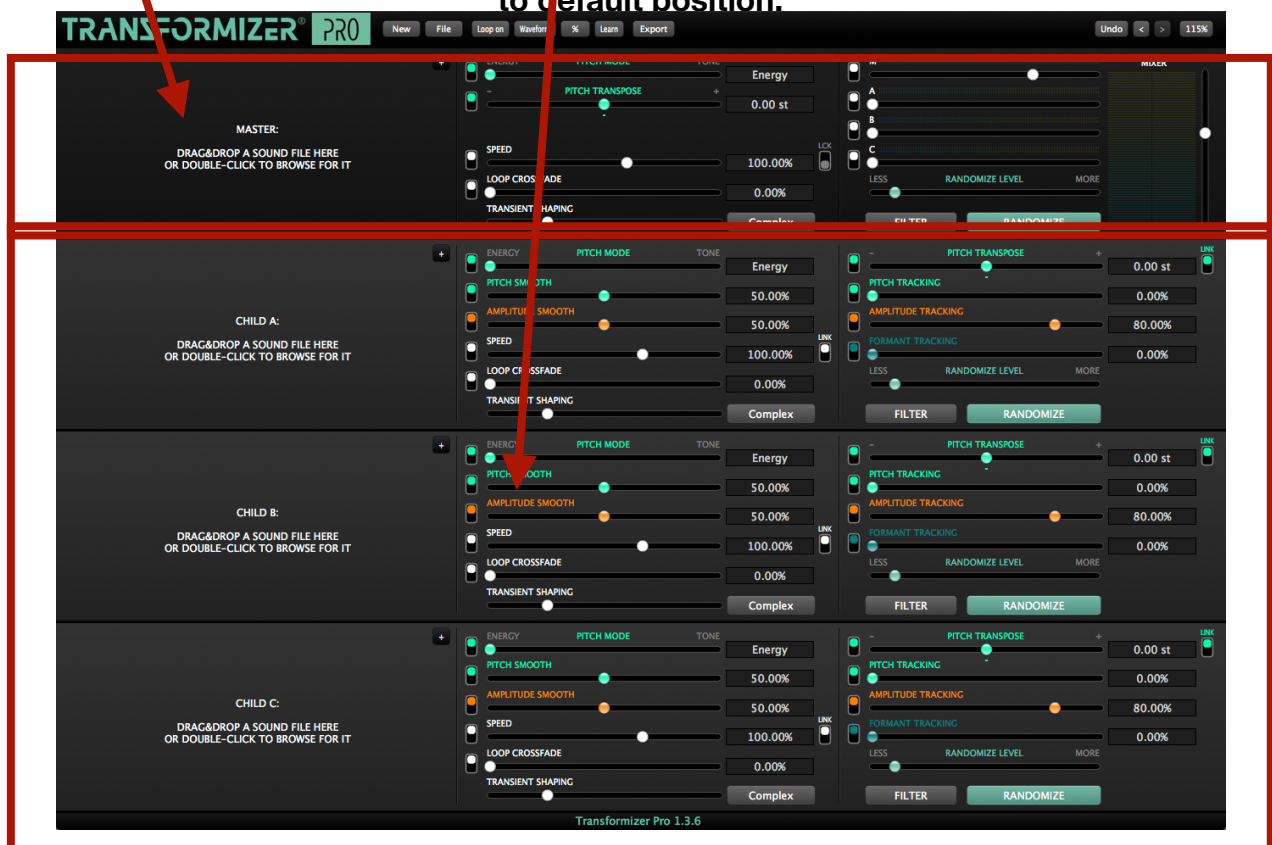 to default position.
TRANSFORMIZER® PRO New File Loop on Waveform % Learn Export Undo < > 115%
+ ENERGY PITCH MODE TONE Energy M MIXER
- PITCH TRANSPOSE + 0.00 st A
MASTER: B
DRAG&DROP A SOUND FILE HERE SPEED 100.00% LCK C
OR DOUBLE-CLICK TO BROWSE FOR IT
LOOP CROSSFADE 0.00% LESS RANDOMIZE LEVEL MORE
TRANSIENT SHAPING Complex FILTER RANDOMIZE
+ ENERGY PITCH MODE TONE Energy - PITCH TRANSPOSE + 0.00 st LINK
PITCH SMOOTH 50.00% PITCH TRACKING 0.00%
CHILD A: AMPLITUDE SMOOTH 50.00% AMPLITUDE TRACKING 80.00%
DRAG&DROP A SOUND FILE HERE SPEED 100.00% LINK FORMANT TRACKING 0.00%
OR DOUBLE-CLICK TO BROWSE FOR IT
LOOP CROSSFADE 0.00% LESS RANDOMIZE LEVEL MORE
TRANSIENT SHAPING Complex FILTER RANDOMIZE
+ ENERGY PITCH MODE TONE Energy - PITCH TRANSPOSE + 0.00 st LINK
PITCH SMOOTH 50.00% PITCH TRACKING 0.00%
CHILD B: AMPLITUDE SMOOTH 50.00% AMPLITUDE TRACKING 80.00%
DRAG&DROP A SOUND FILE HERE SPEED 100.00% LINK FORMANT TRACKING 0.00%
OR DOUBLE-CLICK TO BROWSE FOR IT
LOOP CROSSFADE 0.00% LESS RANDOMIZE LEVEL MORE
TRANSIENT SHAPING Complex FILTER RANDOMIZE
+ ENERGY PITCH MODE TONE Energy - PITCH TRANSPOSE + 0.00 st LINK
PITCH SMOOTH 50.00% PITCH TRACKING 0.00%
CHILD C: AMPLITUDE SMOOTH 50.00% AMPLITUDE TRACKING 80.00%
DRAG&DROP A SOUND FILE HERE SPEED 100.00% LINK FORMANT TRACKING 0.00%
OR DOUBLE-CLICK TO BROWSE FOR IT
LOOP CROSSFADE 0.00% LESS RANDOMIZE LEVEL MORE
TRANSIENT SHAPING Complex FILTER RANDOMIZE
Transformizer Pro 1.3.6